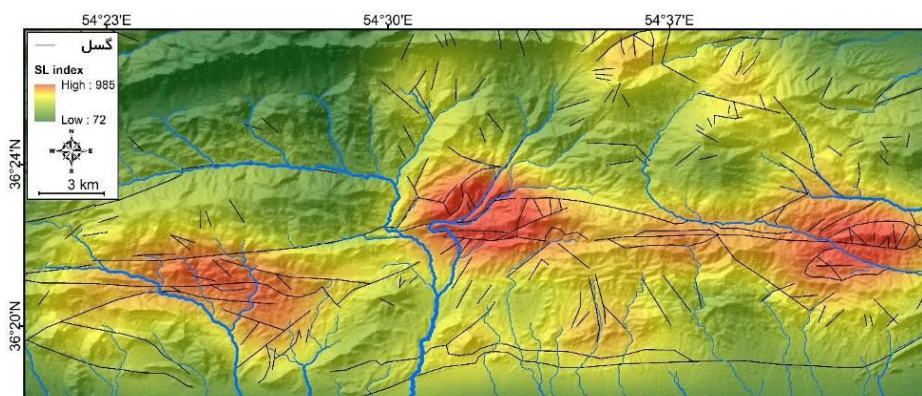 54°23'E 54°30'E 54°37'E
گسل
SL index
High : 985
Low : 72
N
W E
S
3 km
36°24'N
36°20'N